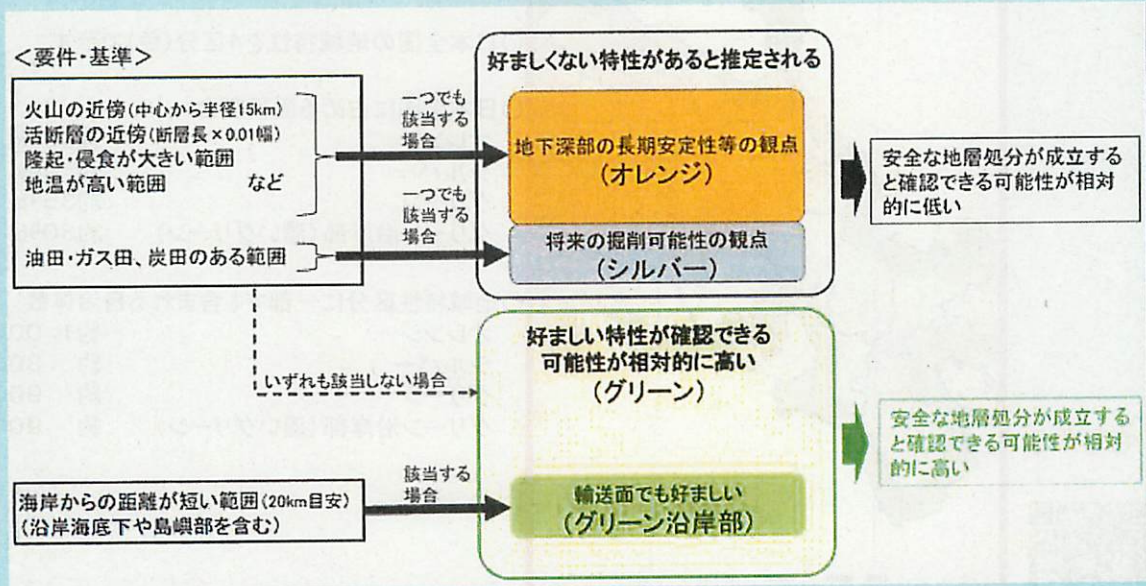 <要件・基準>
火山の近傍(中心から半径15km)
活断層の近傍(断層長×0.01幅)
隆起・侵食が大きい範囲
地温が高い範囲 など
油田・ガス田、炭田のある範囲
一つでも
該当する
場合
一つでも
該当する
場合
好ましくない特性があると推定される
地下深部の長期安定性等の観点
(オレンジ)
将来の掘削可能性の観点
(シルバー)
安全な地層処分が成立する
と確認できる可能性が相対
的に低い
いずれも該当しない場合
好ましい特性が確認できる
可能性が相対的に高い
(グリーン)
安全な地層処分が成立する
と確認できる可能性が相対
的に高い
海岸からの距離が短い範囲(20km目安)
(沿岸海底下や島嶼部を含む)
該当する
場合
輸送面でも好ましい
(グリーン沿岸部)